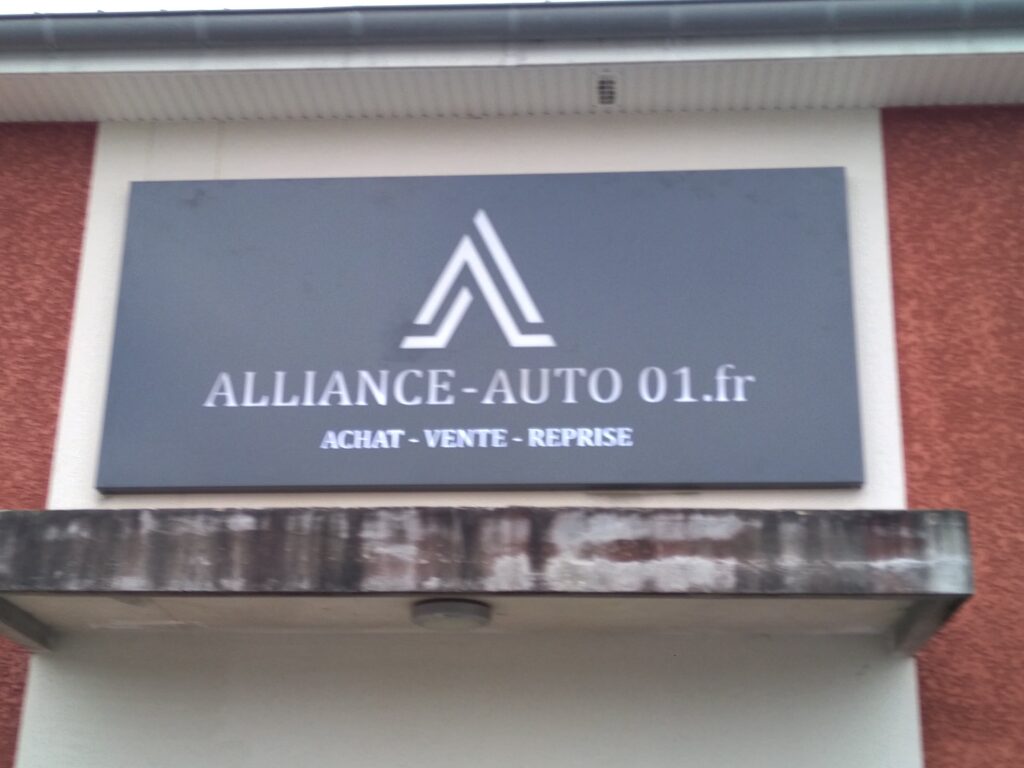 ALLIANCE-AUTO 01.fr
ACHAT - VENTE - REPRISE